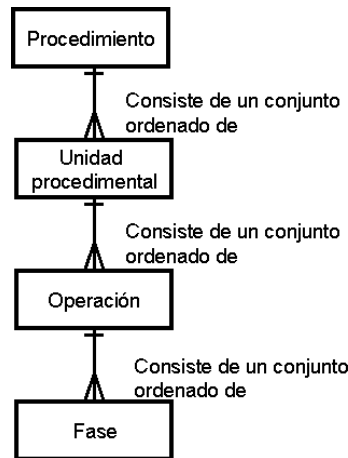 Procedimiento
Consiste de un conjunto
ordenado de
Unidad
procedimental
Consiste de un conjunto
ordenado de
Operación
Consiste de un conjunto
ordenado de
Fase